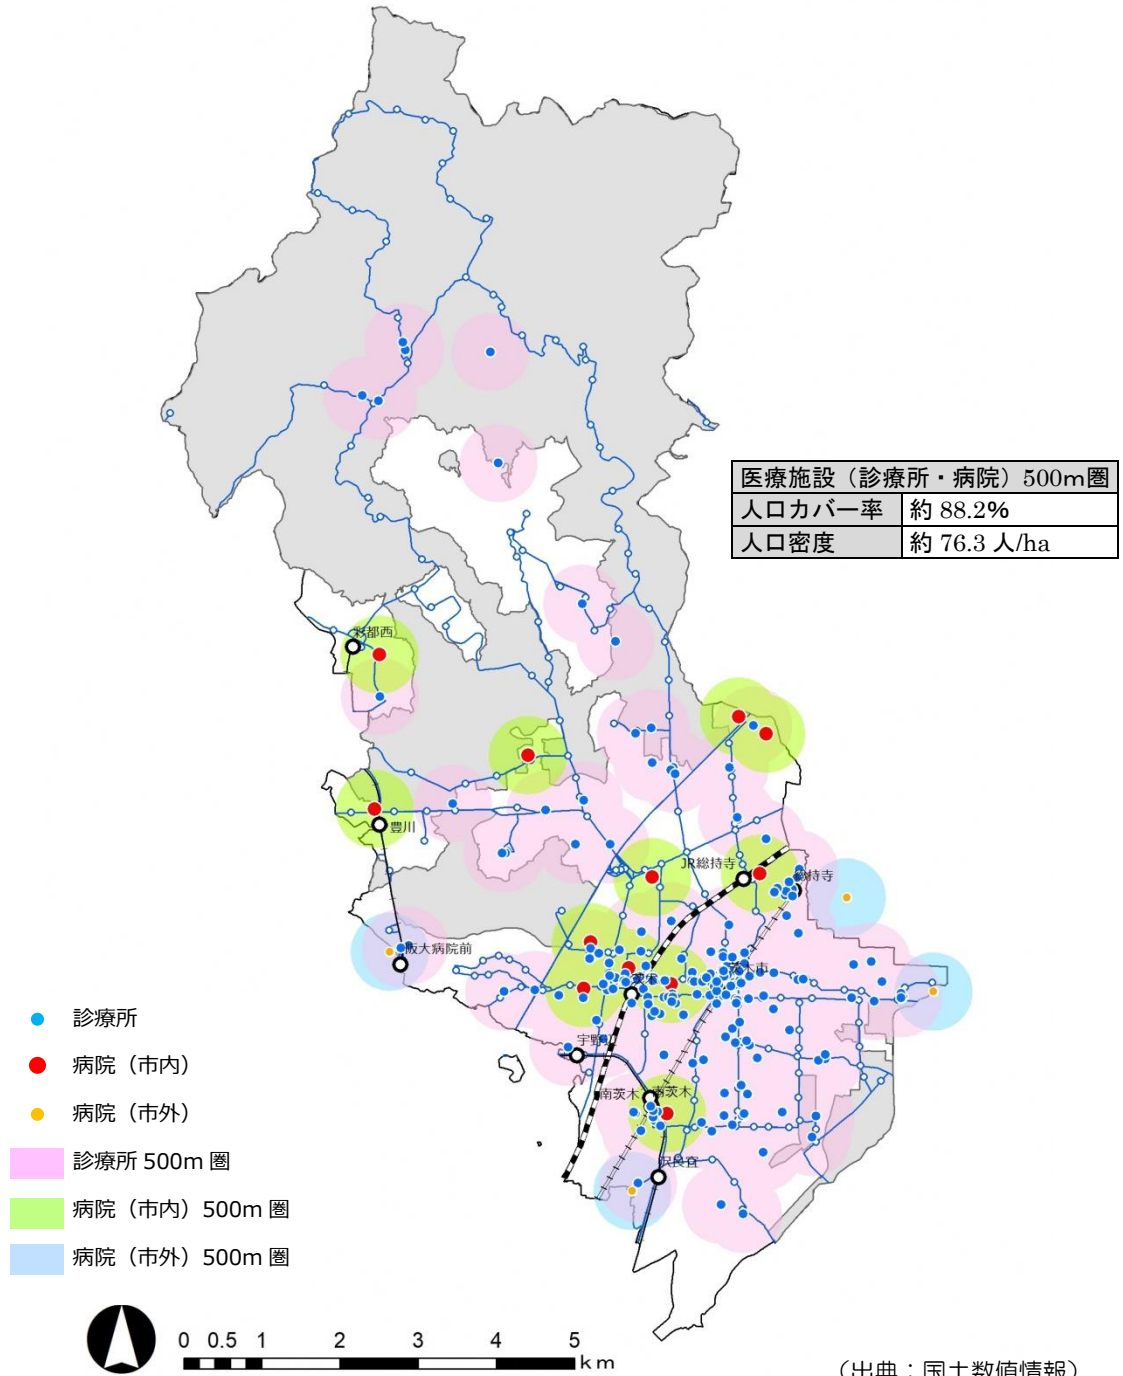 医療施設（診療所・病院）500m圏
人口カバー率 約 88.2%
人口密度 約 76.3 人/ha
彩都西
豊川
JR総持寺
総持寺
阪大病院前
茨木市
茨木
宇野辺
南茨木 南茨木
沢良宜
診療所
病院（市内）
病院（市外）
診療所 500m 圏
病院（市内）500m 圏
病院（市外）500m 圏
0 0.5 1 2 3 4 5
km
（出典：国土数値情報）